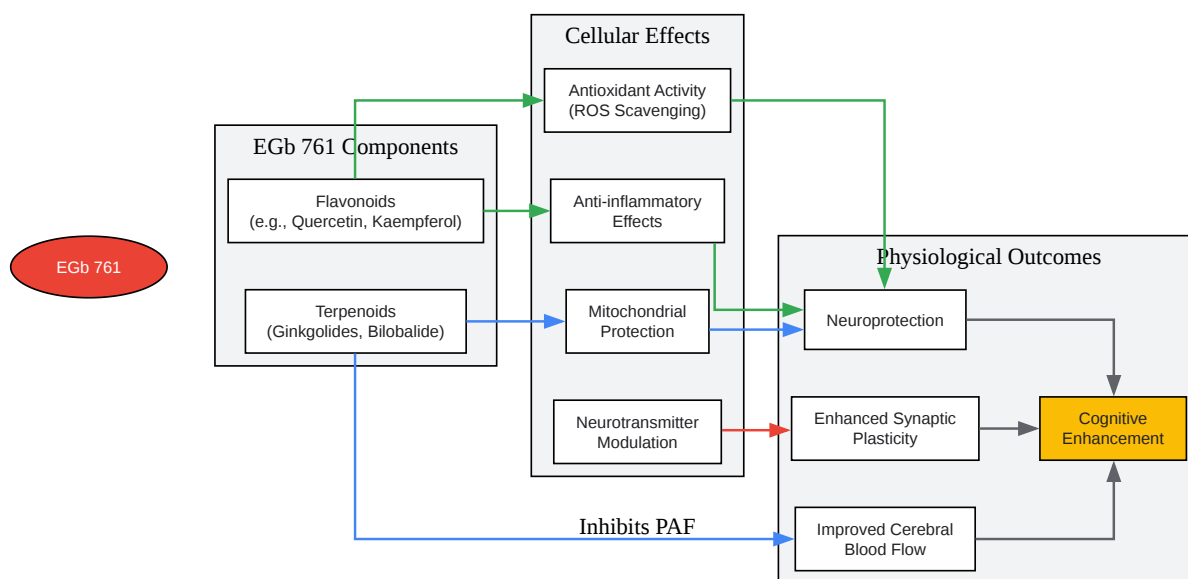 Cellular Effects
Antioxidant Activity
(ROS Scavenging)
EGb 761 Components
Flavonoids
(e.g., Quercetin, Kaempferol)
Anti-inflammatory
Effects
EGb 761
Physiological Outcomes
Terpenoids
(Ginkgolides, Bilobalide)
Mitochondrial
Protection
Neuroprotection
Neurotransmitter
Modulation
Enhanced Synaptic
Plasticity
Cognitive
Enhancement
Inhibits PAF
Improved Cerebral
Blood Flow